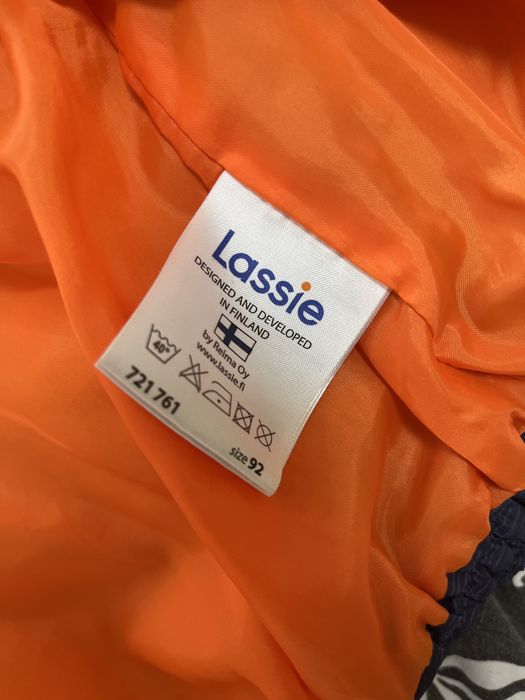 Lassie
DESIGNED AND DEVELOPED
IN FINLAND
by Reima Oy
www.lassie.fi
40°
721 761
size 92